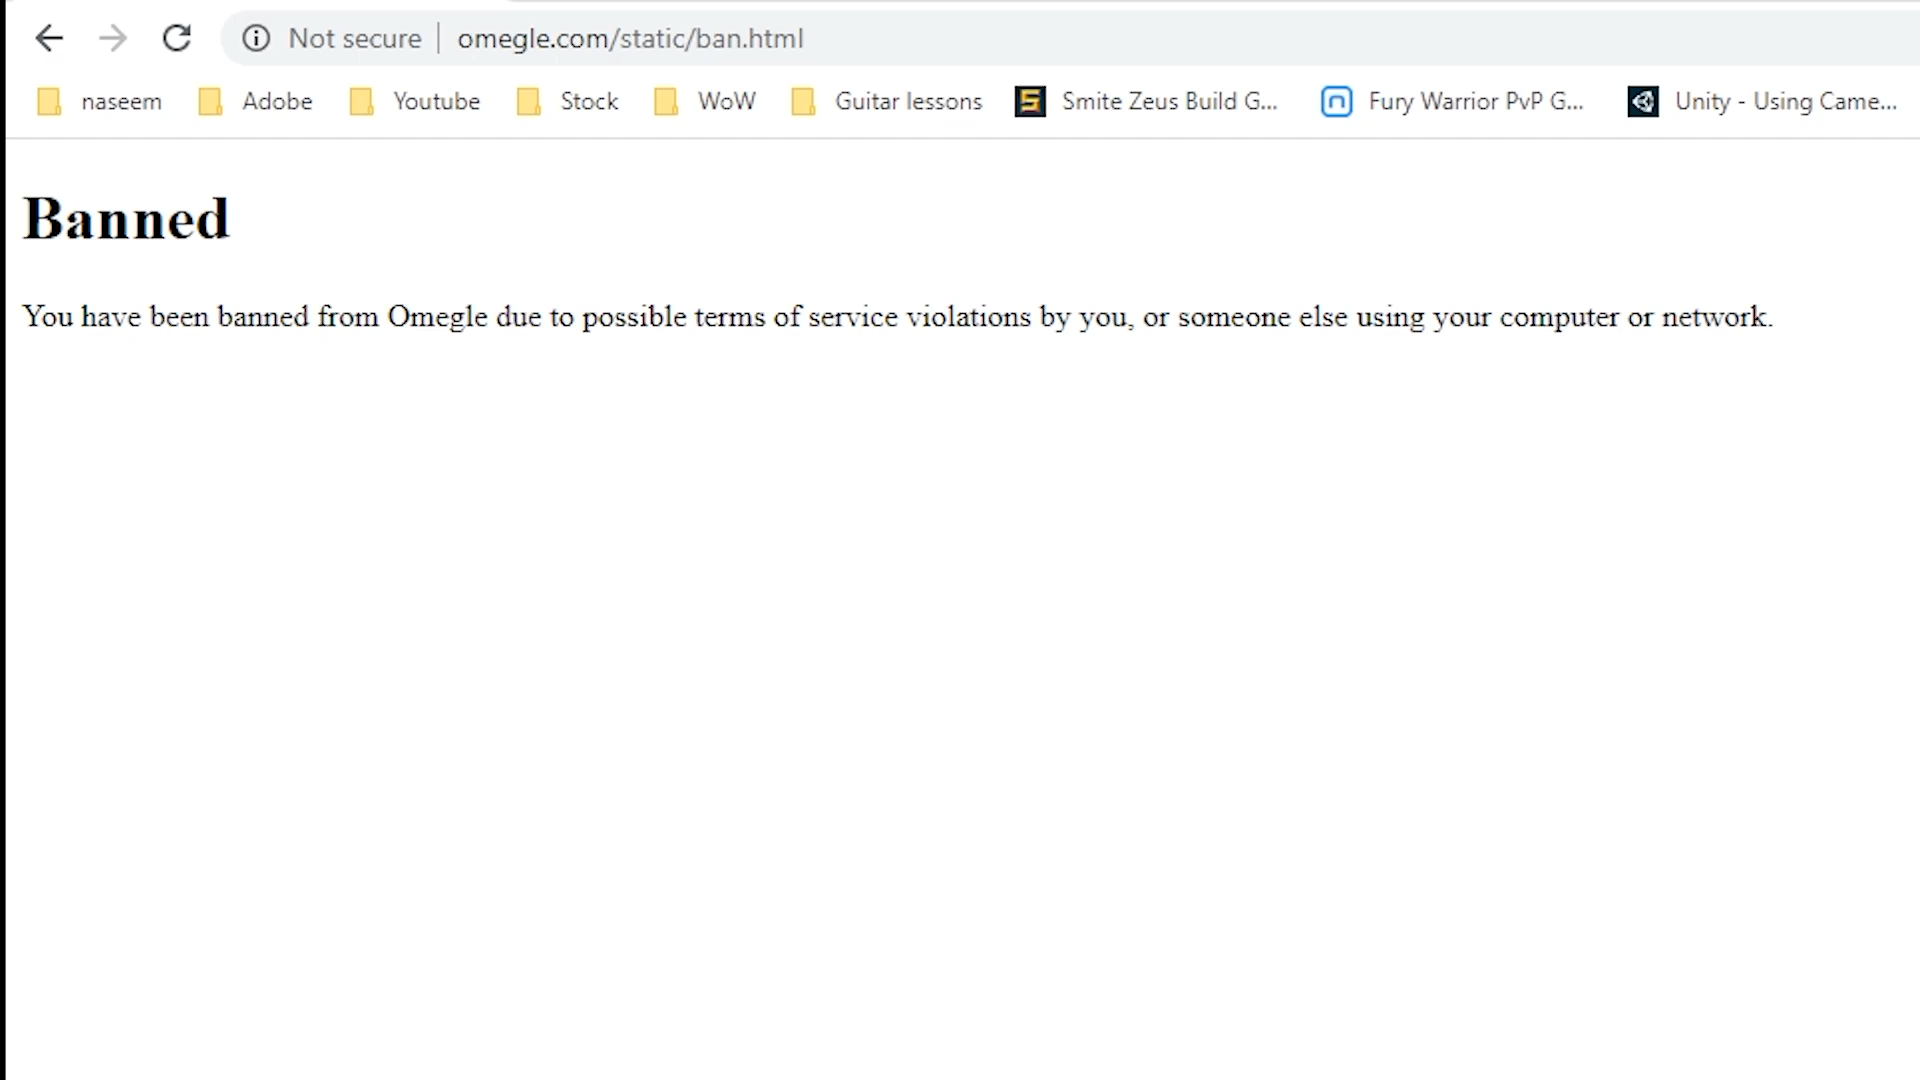 Not secure omegle.com/static/ban.html
naseem Adobe Youtube Stock WoW Guitar lessons Smite Zeus Build G... Fury Warrior PvP G... Unity - Using Came...
Banned
You have been banned from Omegle due to possible terms of service violations by you, or someone else using your computer or network.